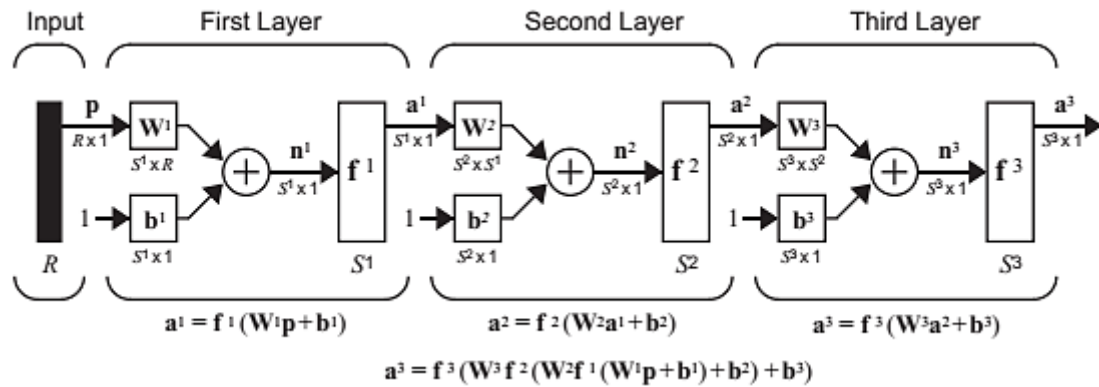 Input First Layer Second Layer Third Layer
p a¹ a² a³
R x 1 W¹ S¹ x 1 W² S² x 1 W³ S³ x 1
S¹ x R n¹ S² x S¹ n² S³ x S² n³
+ S¹ x 1 f ¹ + S² x 1 f ² + S³ x 1 f ³
1 b¹ 1 b² 1 b³
R S¹ x 1 S¹ S² x 1 S² S³ x 1 S³
a¹ = f ¹ (W¹p + b¹) a² = f ² (W²a¹ + b²) a³ = f ³ (W³a² + b³)
a³ = f ³ (W³ f ² (W² f ¹ (W¹p + b¹) + b²) + b³)